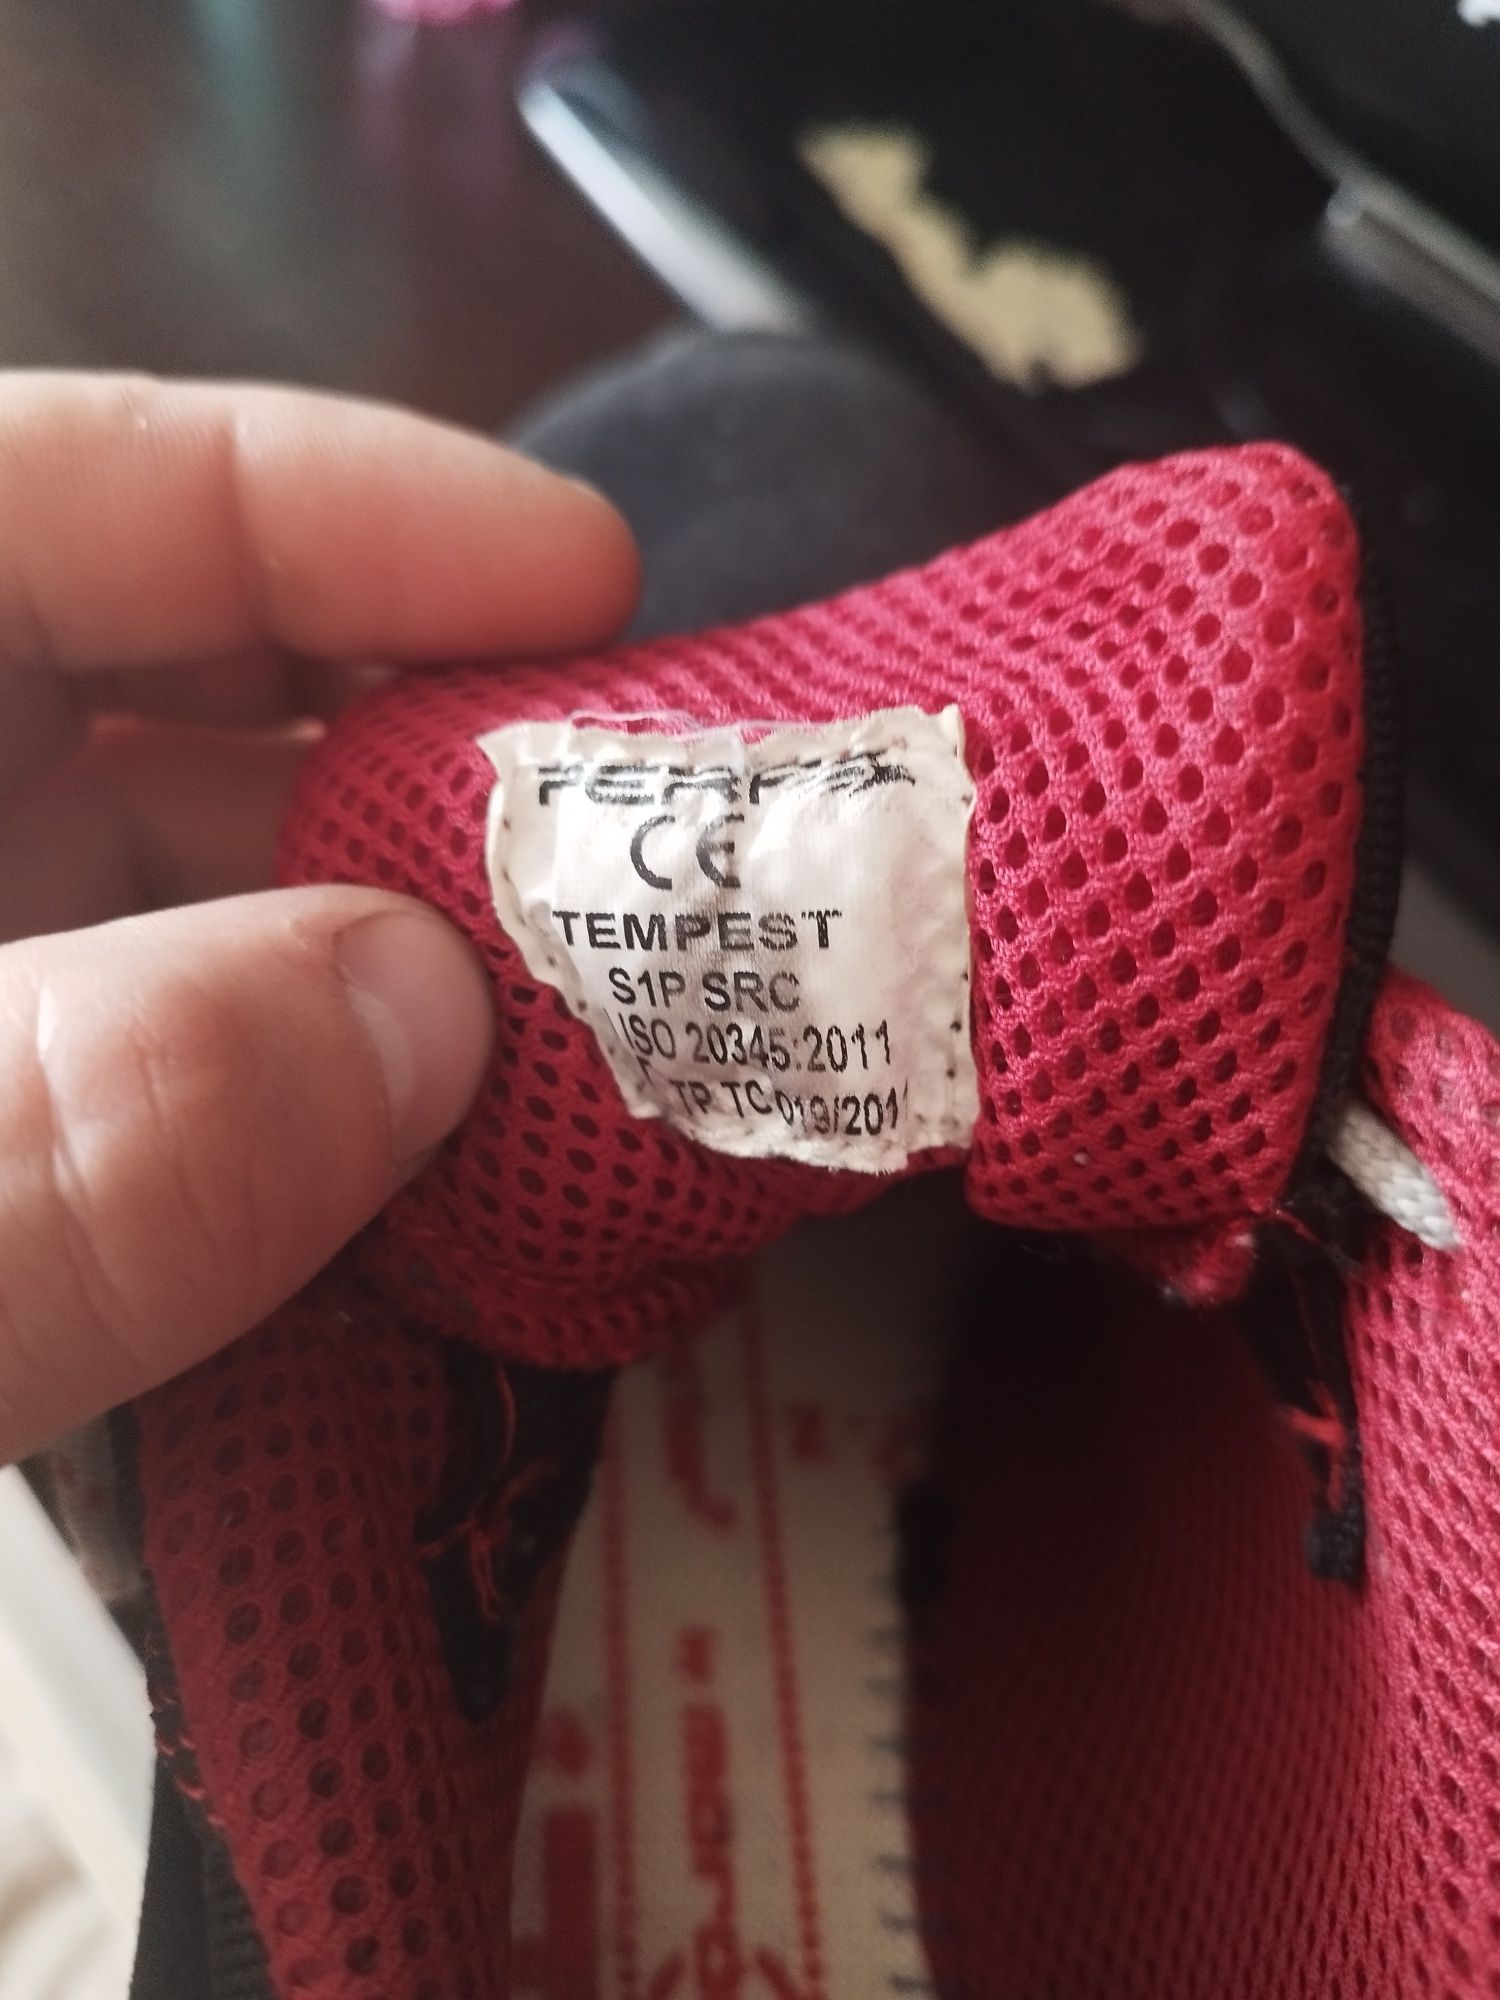 CE
TEMPEST
S1P SRC
ISO 20345:2011
TP TC 019/201